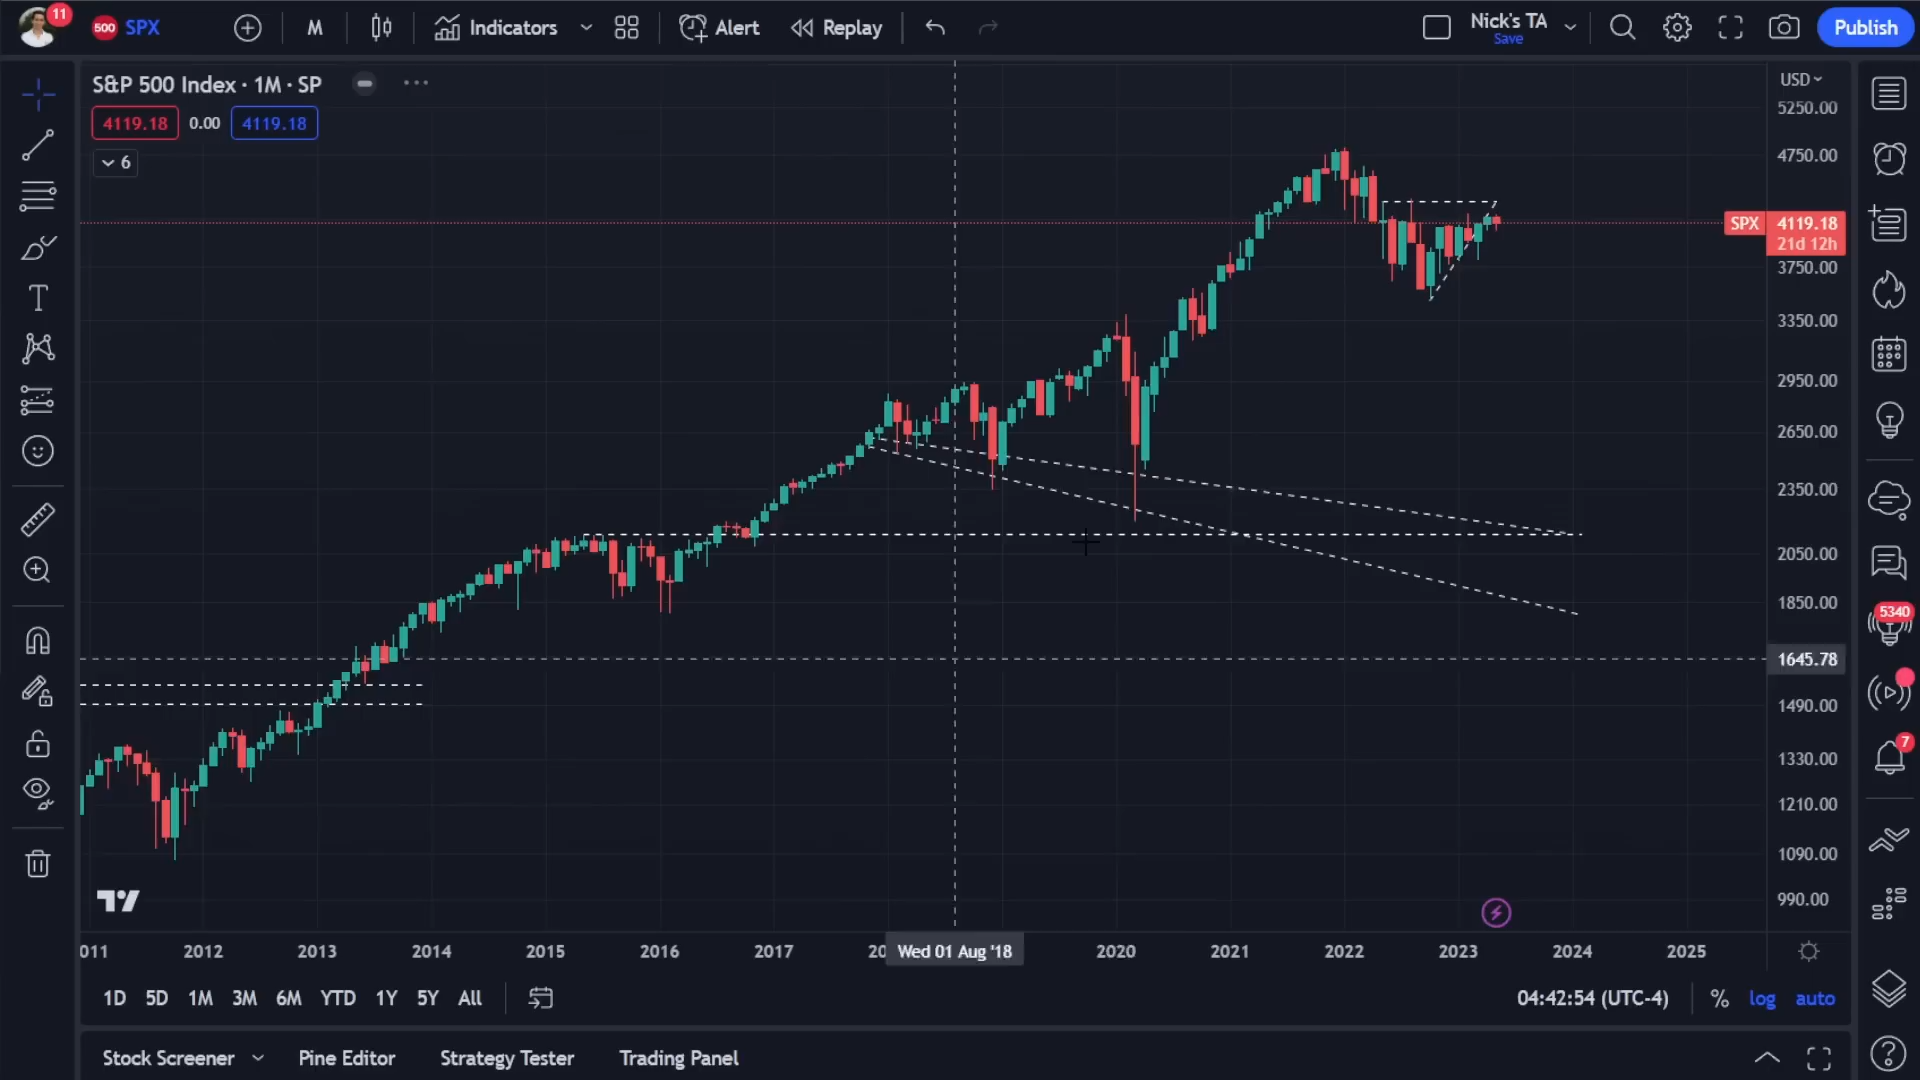 11
500 SPX
M
Indicators
Alert
Replay
Nick's TA
Save
Publish
S&P 500 Index · 1M · SP
4119.18 0.00 4119.18
6
USD
5250.00
4750.00
SPX 4119.18
21d 12h
3750.00
3350.00
2950.00
2650.00
2350.00
2050.00
1850.00
1645.78
1490.00
1330.00
1210.00
1090.00
990.00
5340
7
011 2012 2013 2014 2015 2016 2017 20 Wed 01 Aug '18 2020 2021 2022 2023 2024 2025
1D 5D 1M 3M 6M YTD 1Y 5Y All
04:42:54 (UTC-4) % log auto
Stock Screener Pine Editor Strategy Tester Trading Panel